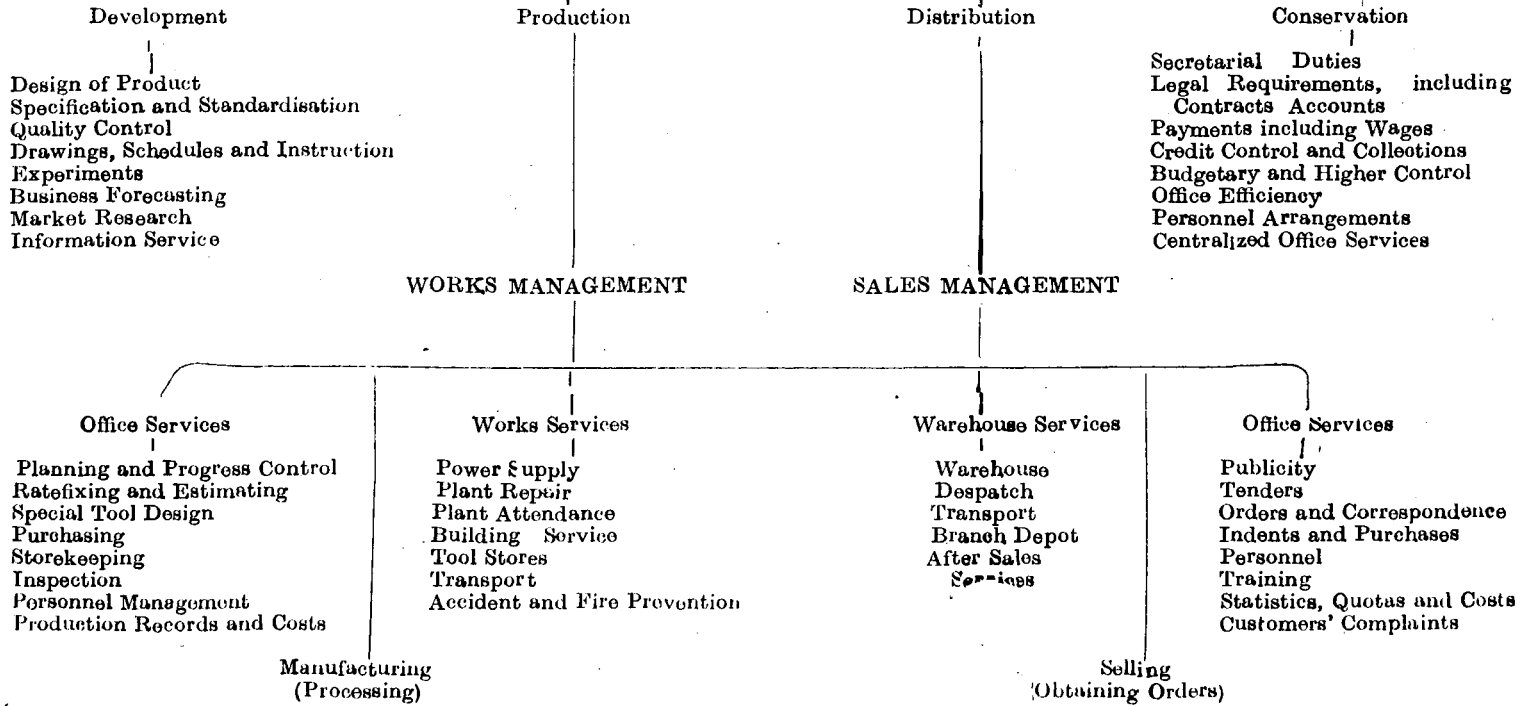 Development
Production
Distribution
Conservation
Design of Product
Specification and Standardisation
Quality Control
Drawings, Schedules and Instruction
Experiments
Business Forecasting
Market Research
Information Service
Secretarial Duties
Legal Requirements, including
Contracts Accounts
Payments including Wages
Credit Control and Collections
Budgetary and Higher Control
Office Efficiency
Personnel Arrangements
Centralized Office Services
WORKS MANAGEMENT
SALES MANAGEMENT
Office Services
Planning and Progress Control
Ratefixing and Estimating
Special Tool Design
Purchasing
Storekeeping
Inspection
Personnel Management
Production Records and Costs
Works Services
Power Supply
Plant Repair
Plant Attendance
Building Service
Tool Stores
Transport
Accident and Fire Prevention
Warehouse Services
Warehouse
Despatch
Transport
Branch Depot
After Sales
Services
Office Services
Publicity
Tenders
Orders and Correspondence
Indents and Purchases
Personnel
Training
Statistics, Quotas and Costs
Customers' Complaints
Manufacturing
(Processing)
Selling
(Obtaining Orders)